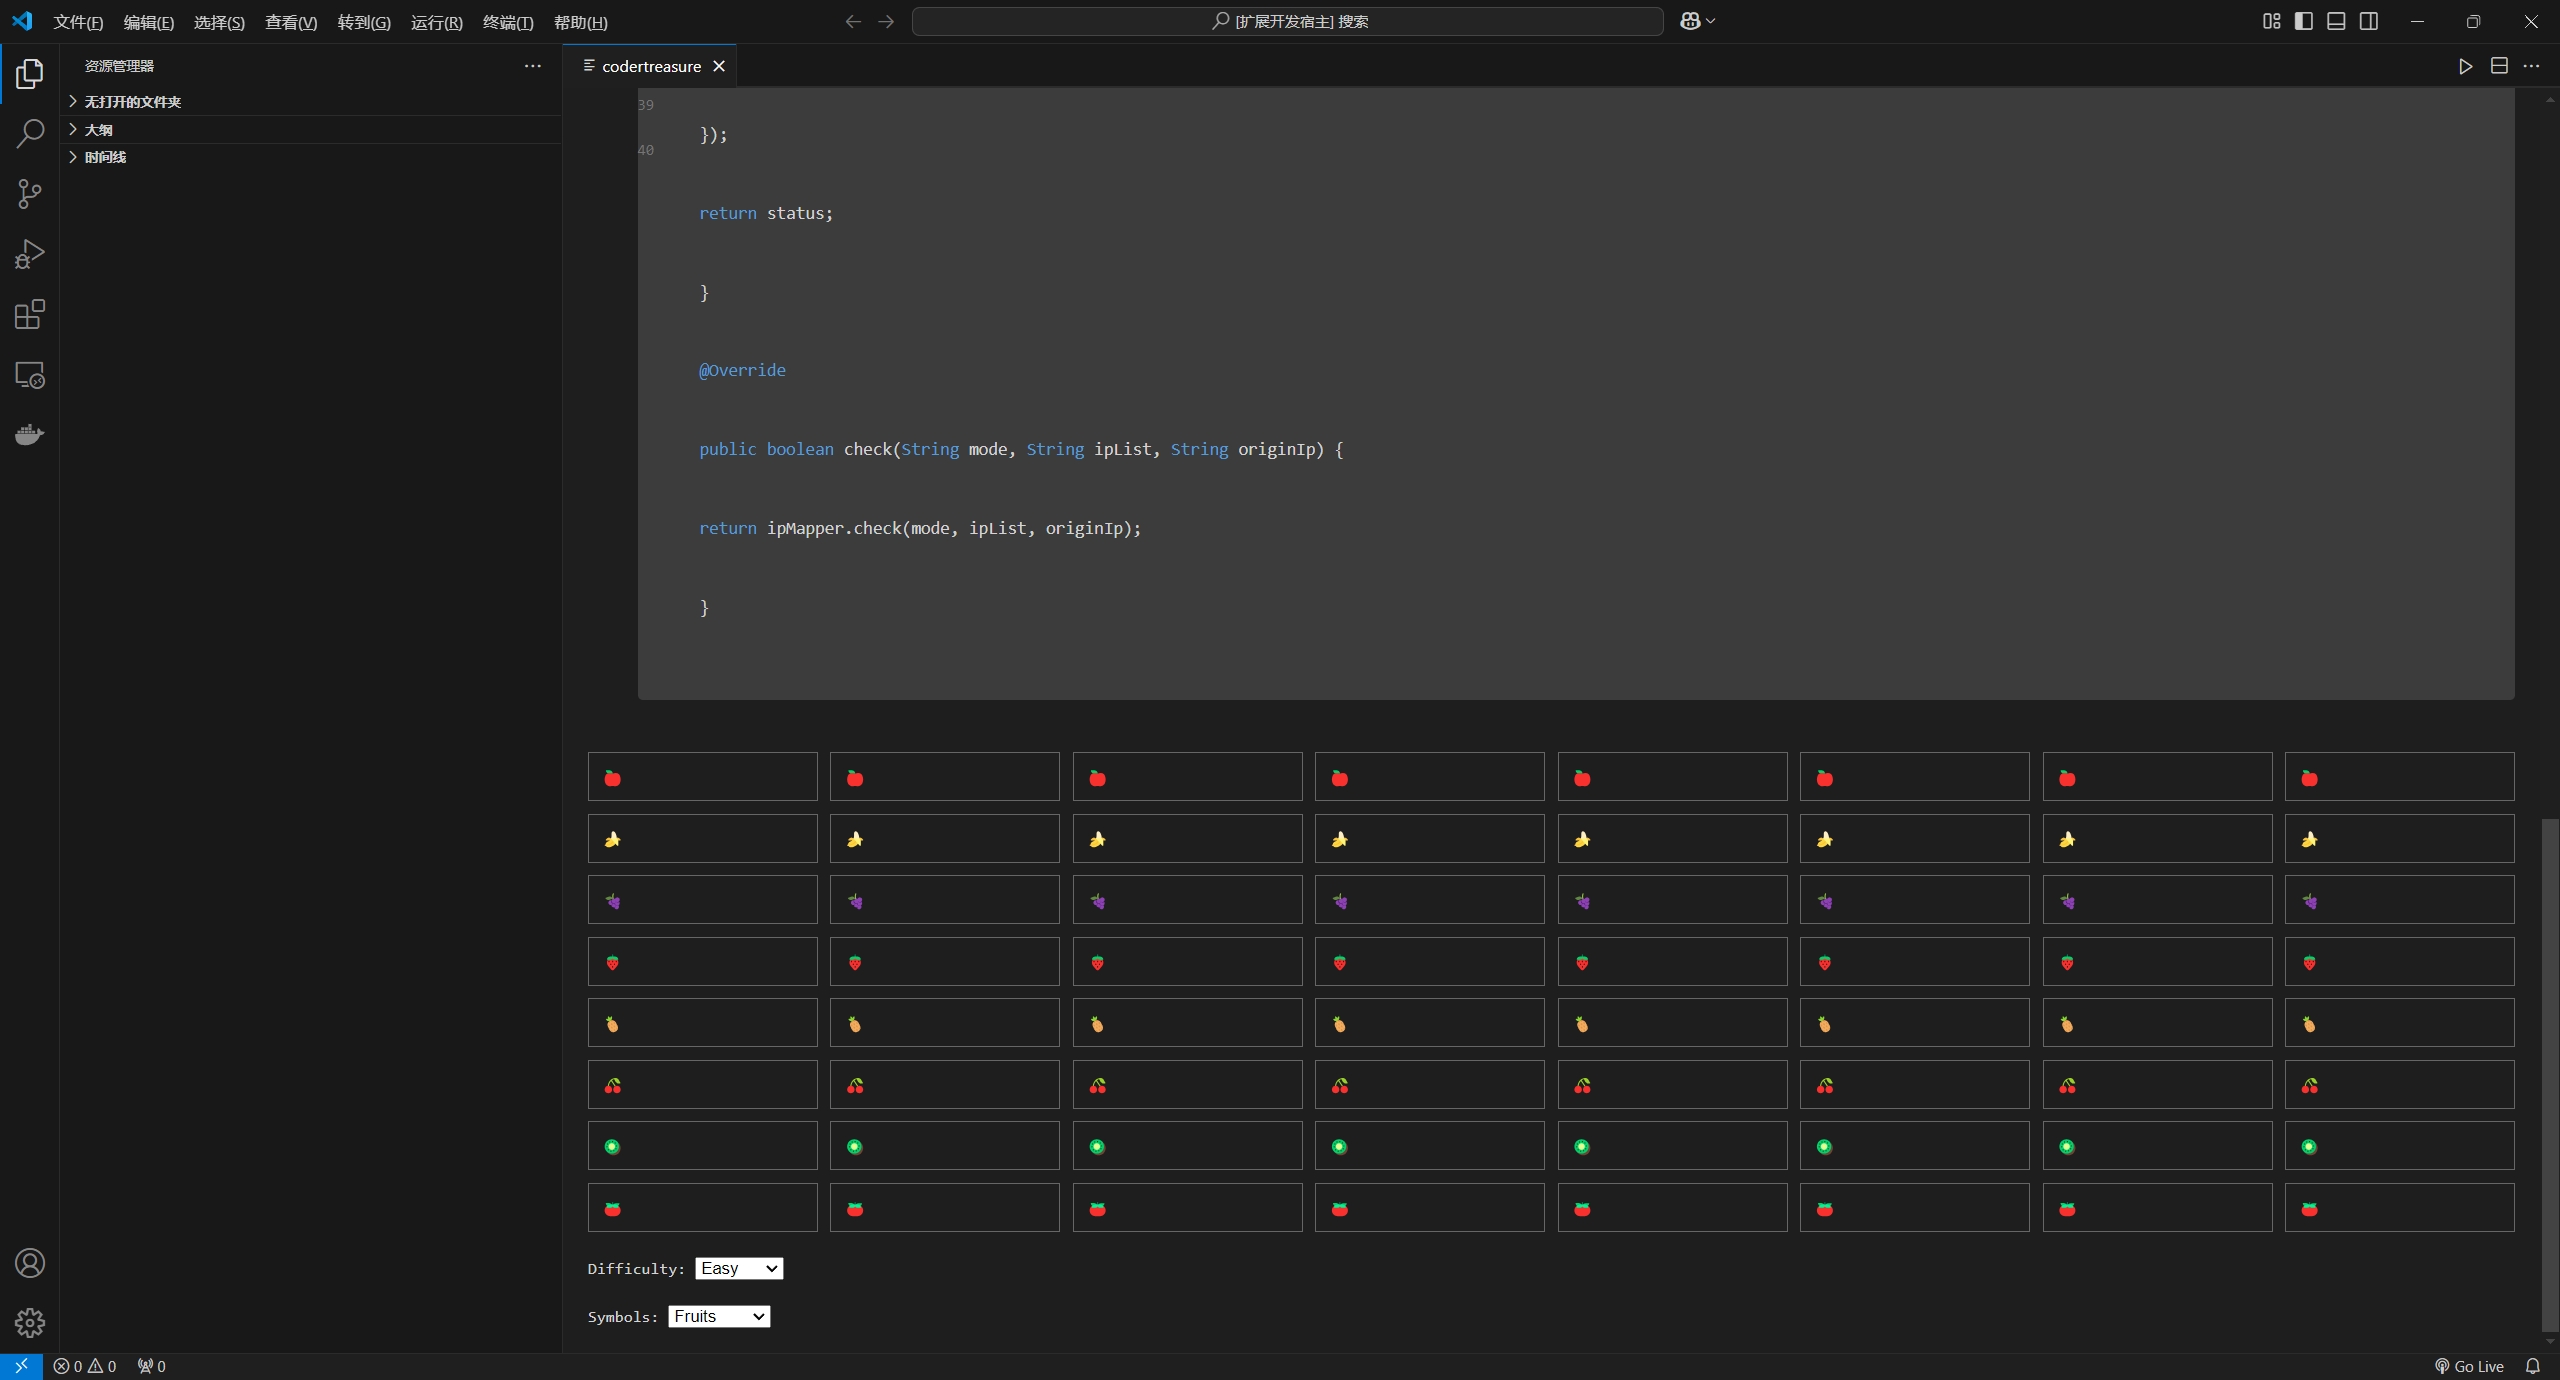 文件(F) 编辑(E) 选择(S) 查看(V) 转到(G) 运行(R) 终端(T) 帮助(H)
[扩展开发宿主] 搜索
资源管理器
codertreasure
无打开的文件夹
大纲
时间线
39
});
40
return status;
}
@Override
public boolean check(String mode, String ipList, String originIp) {
return ipMapper.check(mode, ipList, originIp);
}
Difficulty: Easy
Symbols: Fruits
0 0 0
Go Live